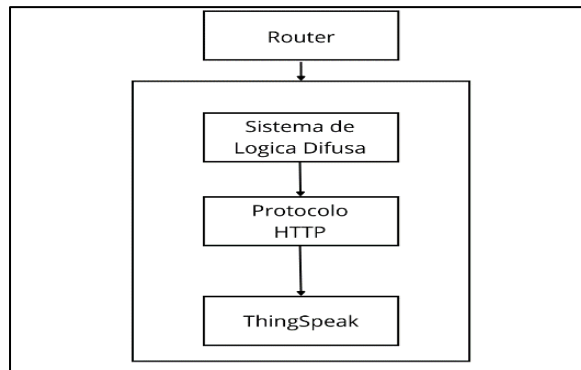 Router
Sistema de
Logica Difusa
Protocolo
HTTP
ThingSpeak